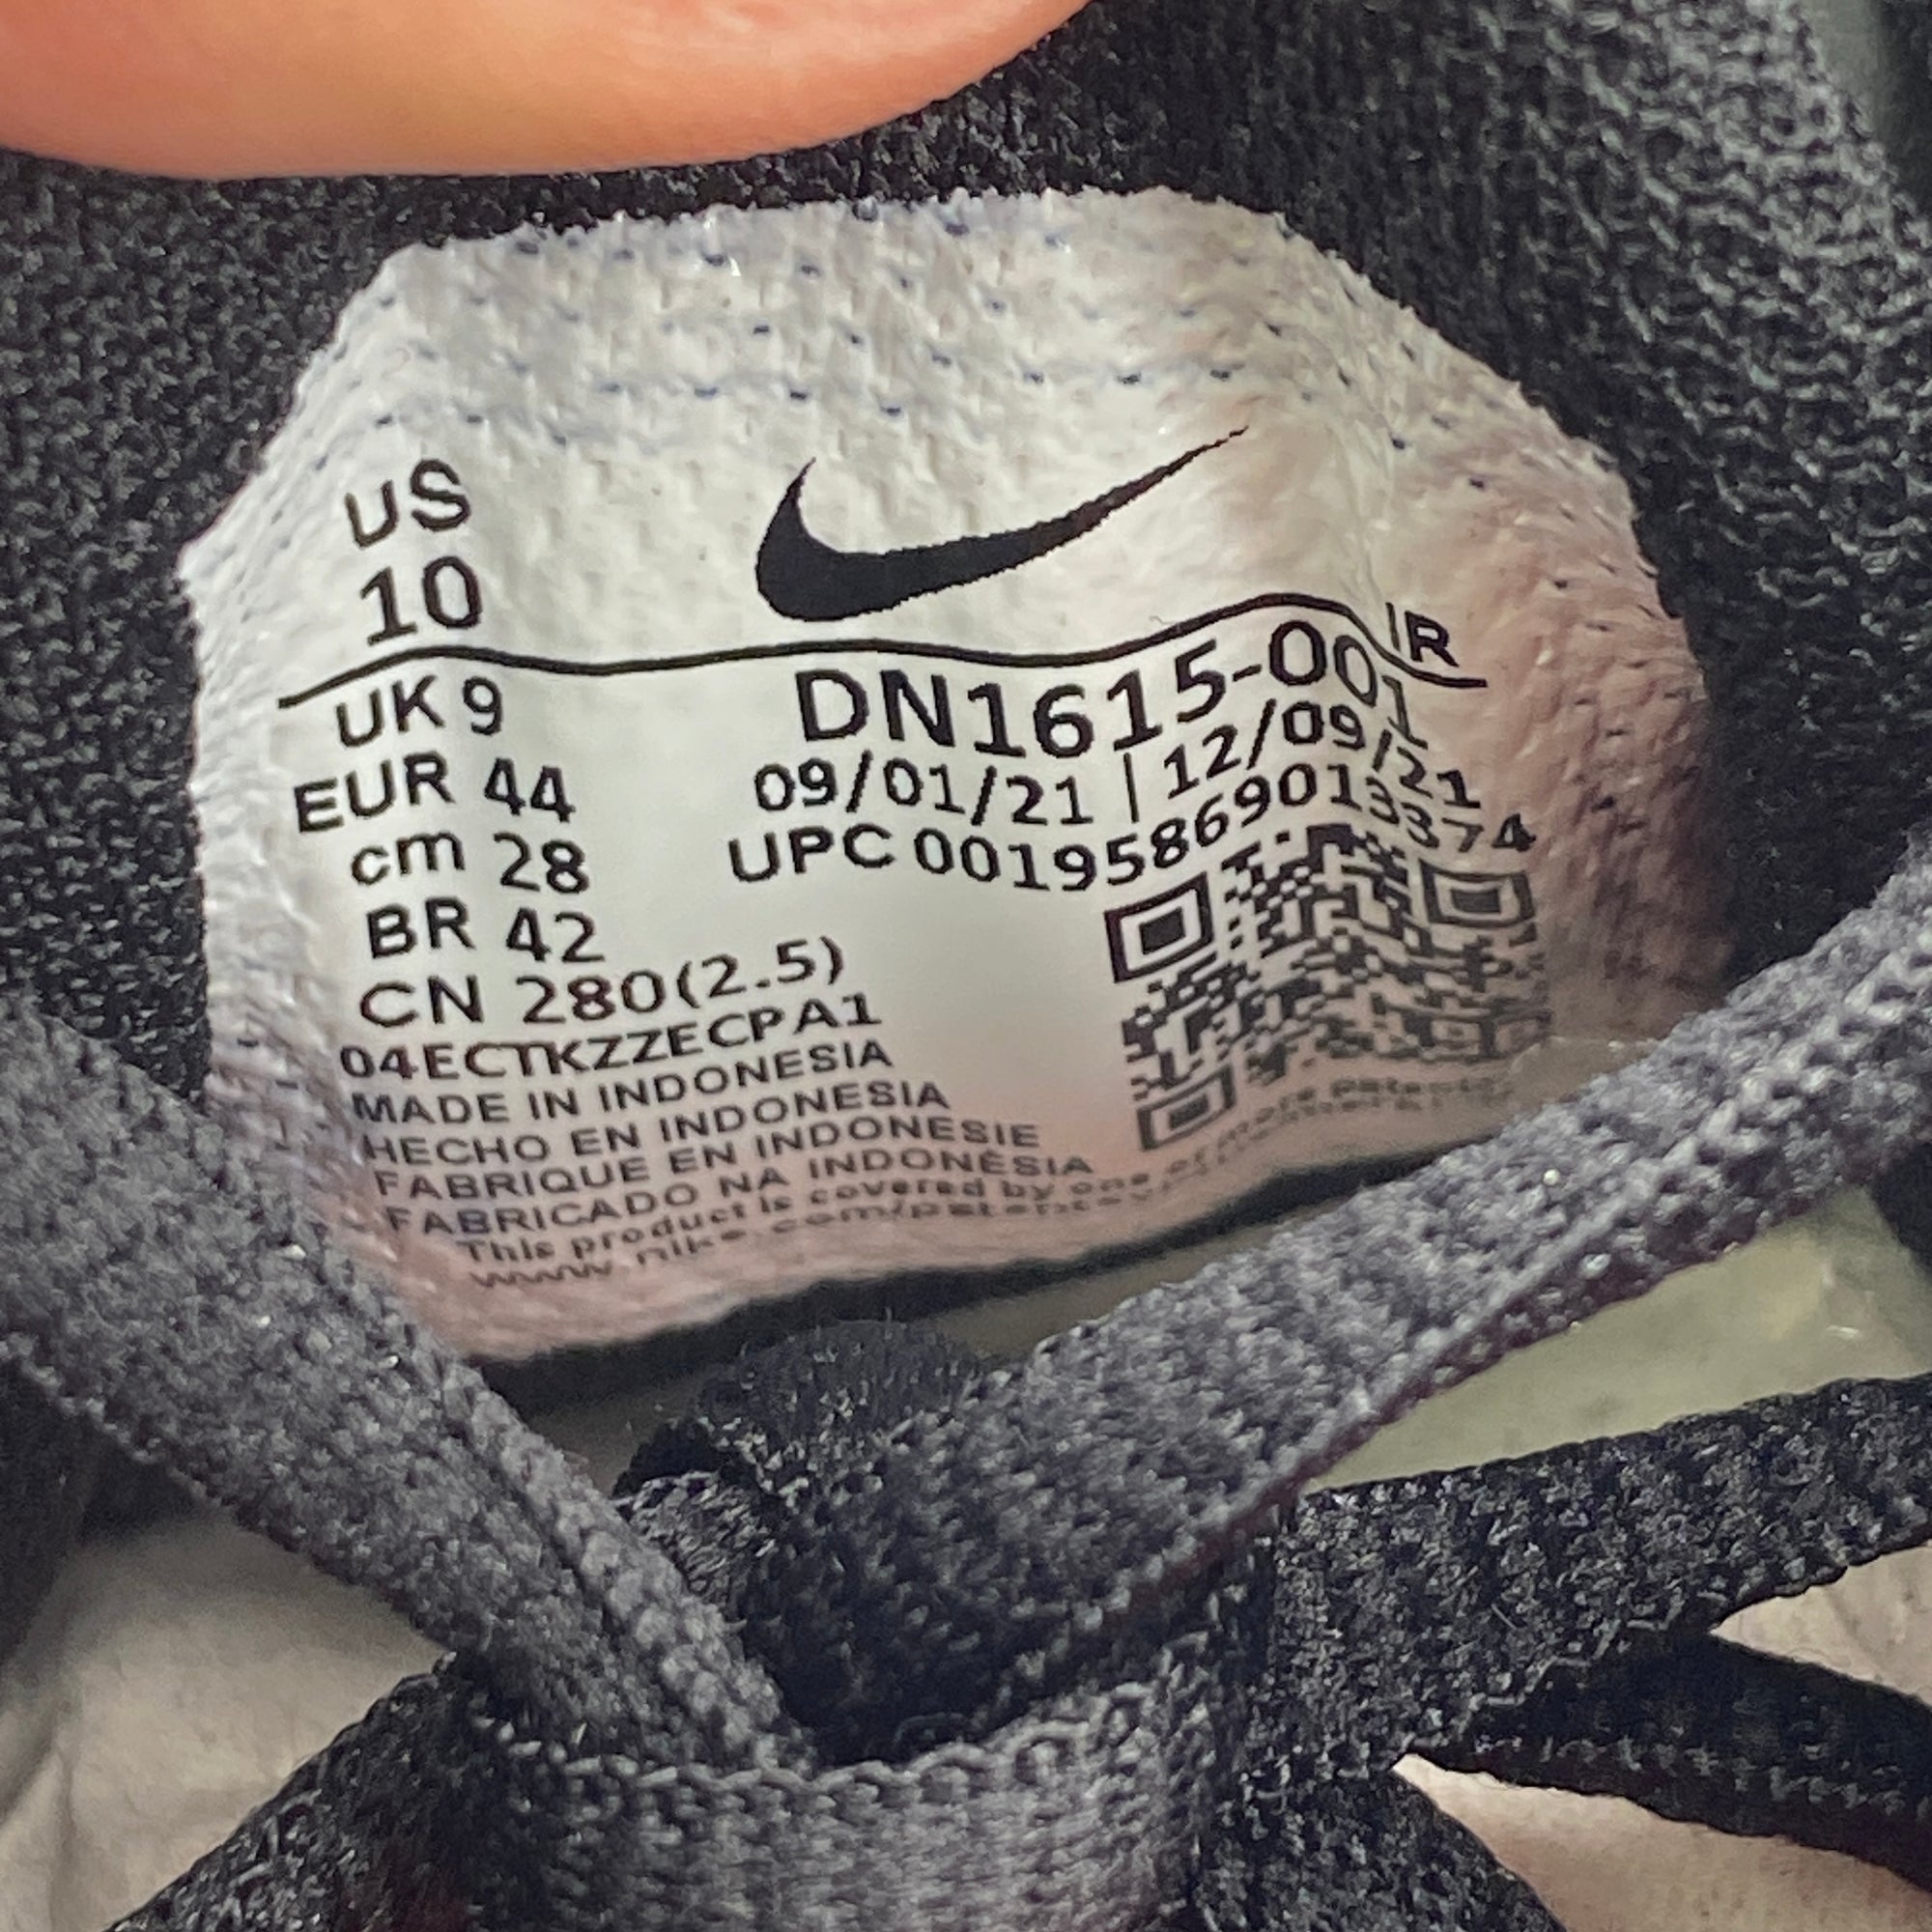 US
10
IR
UK 9
DN1615-001
EUR 44
09/01/21 | 12/09/21
cm 28
UPC 00195869013374
BR 42
CN 280(2.5)
04ECTKZZECPA1
MADE IN INDONESIA
HECHO EN INDONESIA
FABRIQUE EN INDONESIE
FABRICADO NA INDONÉSIA
This product is covered by one or more patents
www.nike.com/patents